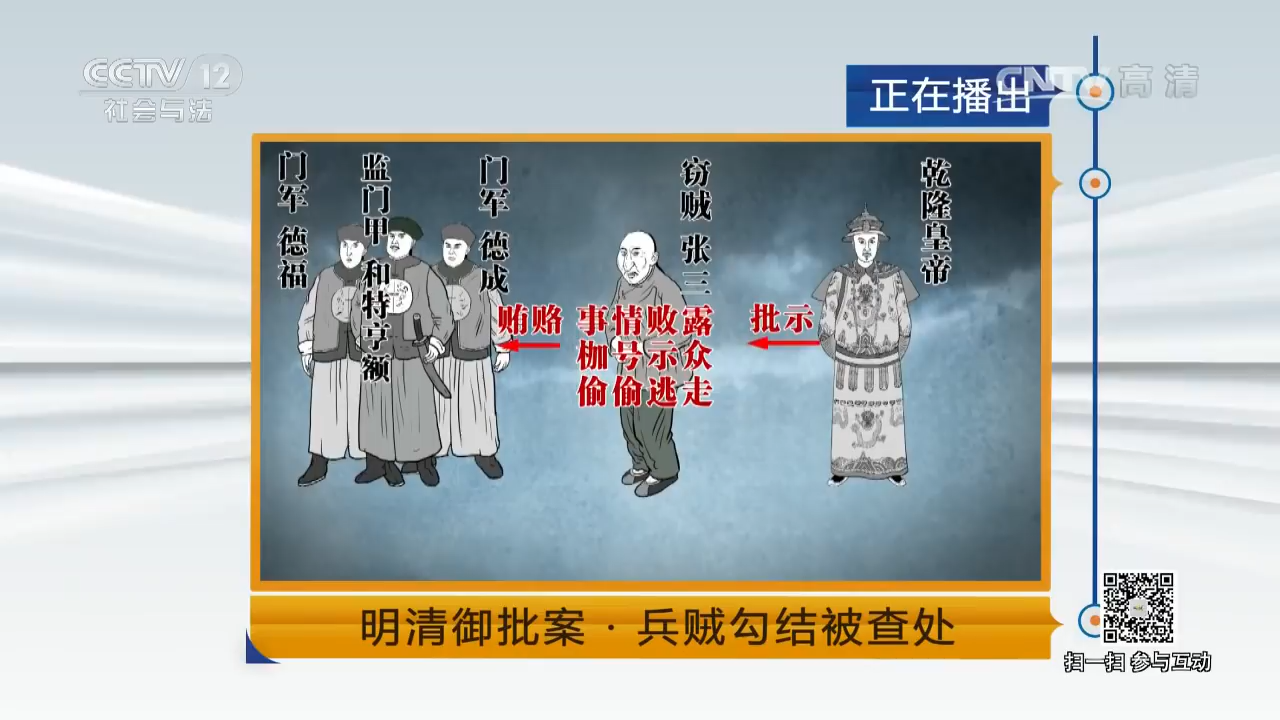 CCTV 12
社会与法
正在播出
CNTV 高清
门军 德福
监门甲 和特亨额
门军 德成
窃贼 张三
乾隆皇帝
贿赂
事情败露
枷号示众
偷偷逃走
批示
明清御批案·兵贼勾结被查处
扫一扫 参与互动